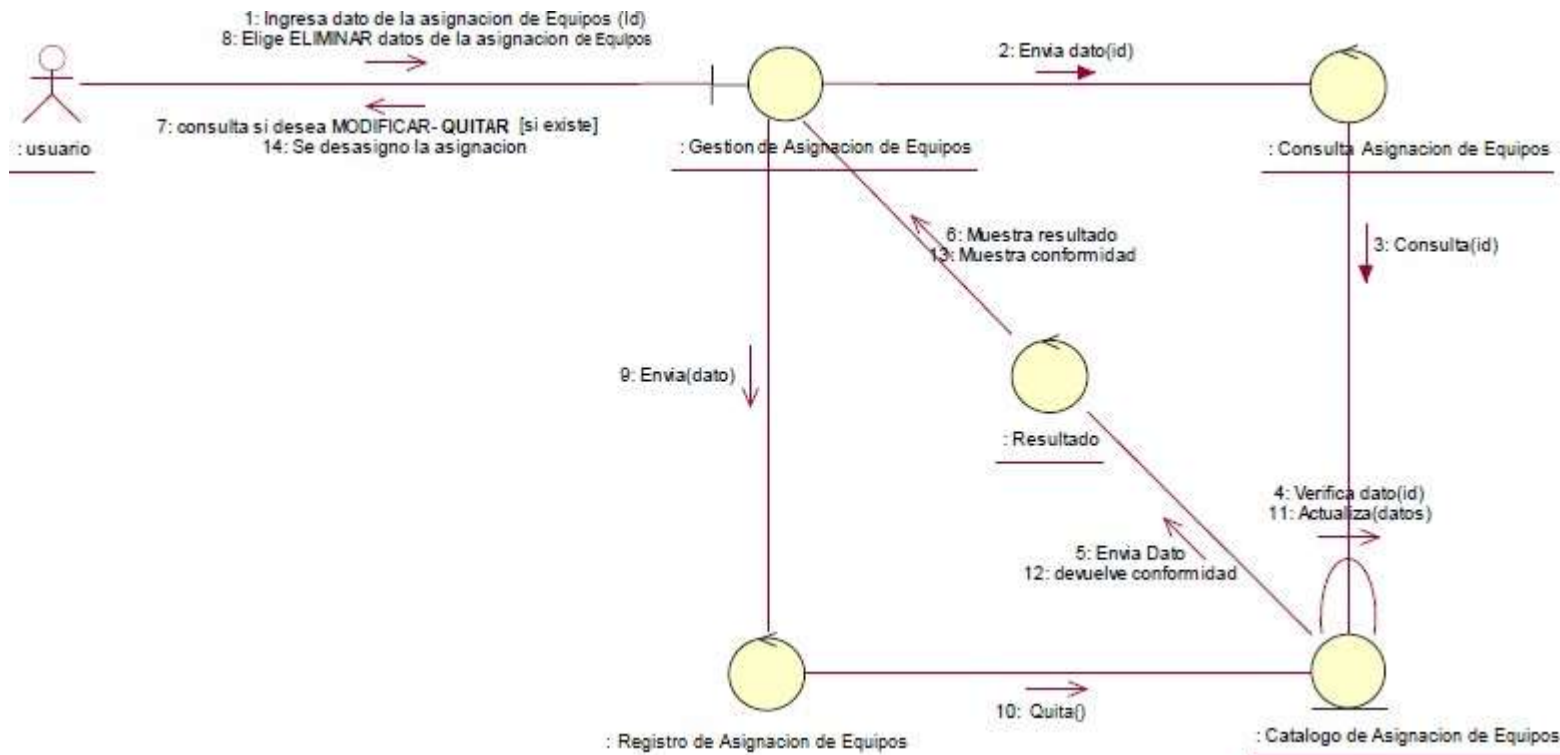 1: Ingresa dato de la asignacion de Equipos (Id)
8: Elige ELIMINAR datos de la asignacion de Equipos
2: Envia dato(id)
7: consulta si desea MODIFICAR- QUITAR [si existe]
14: Se desasigno la asignacion
: usuario
: Gestion de Asignacion de Equipos
: Consulta Asignacion de Equipos
6: Muestra resultado
13: Muestra conformidad
3: Consulta(id)
9: Envia(dato)
: Resultado
4: Verifica dato(id)
11: Actualiza(datos)
5: Envia Dato
12: devuelve conformidad
10: Quita()
: Registro de Asignacion de Equipos
: Catalogo de Asignacion de Equipos